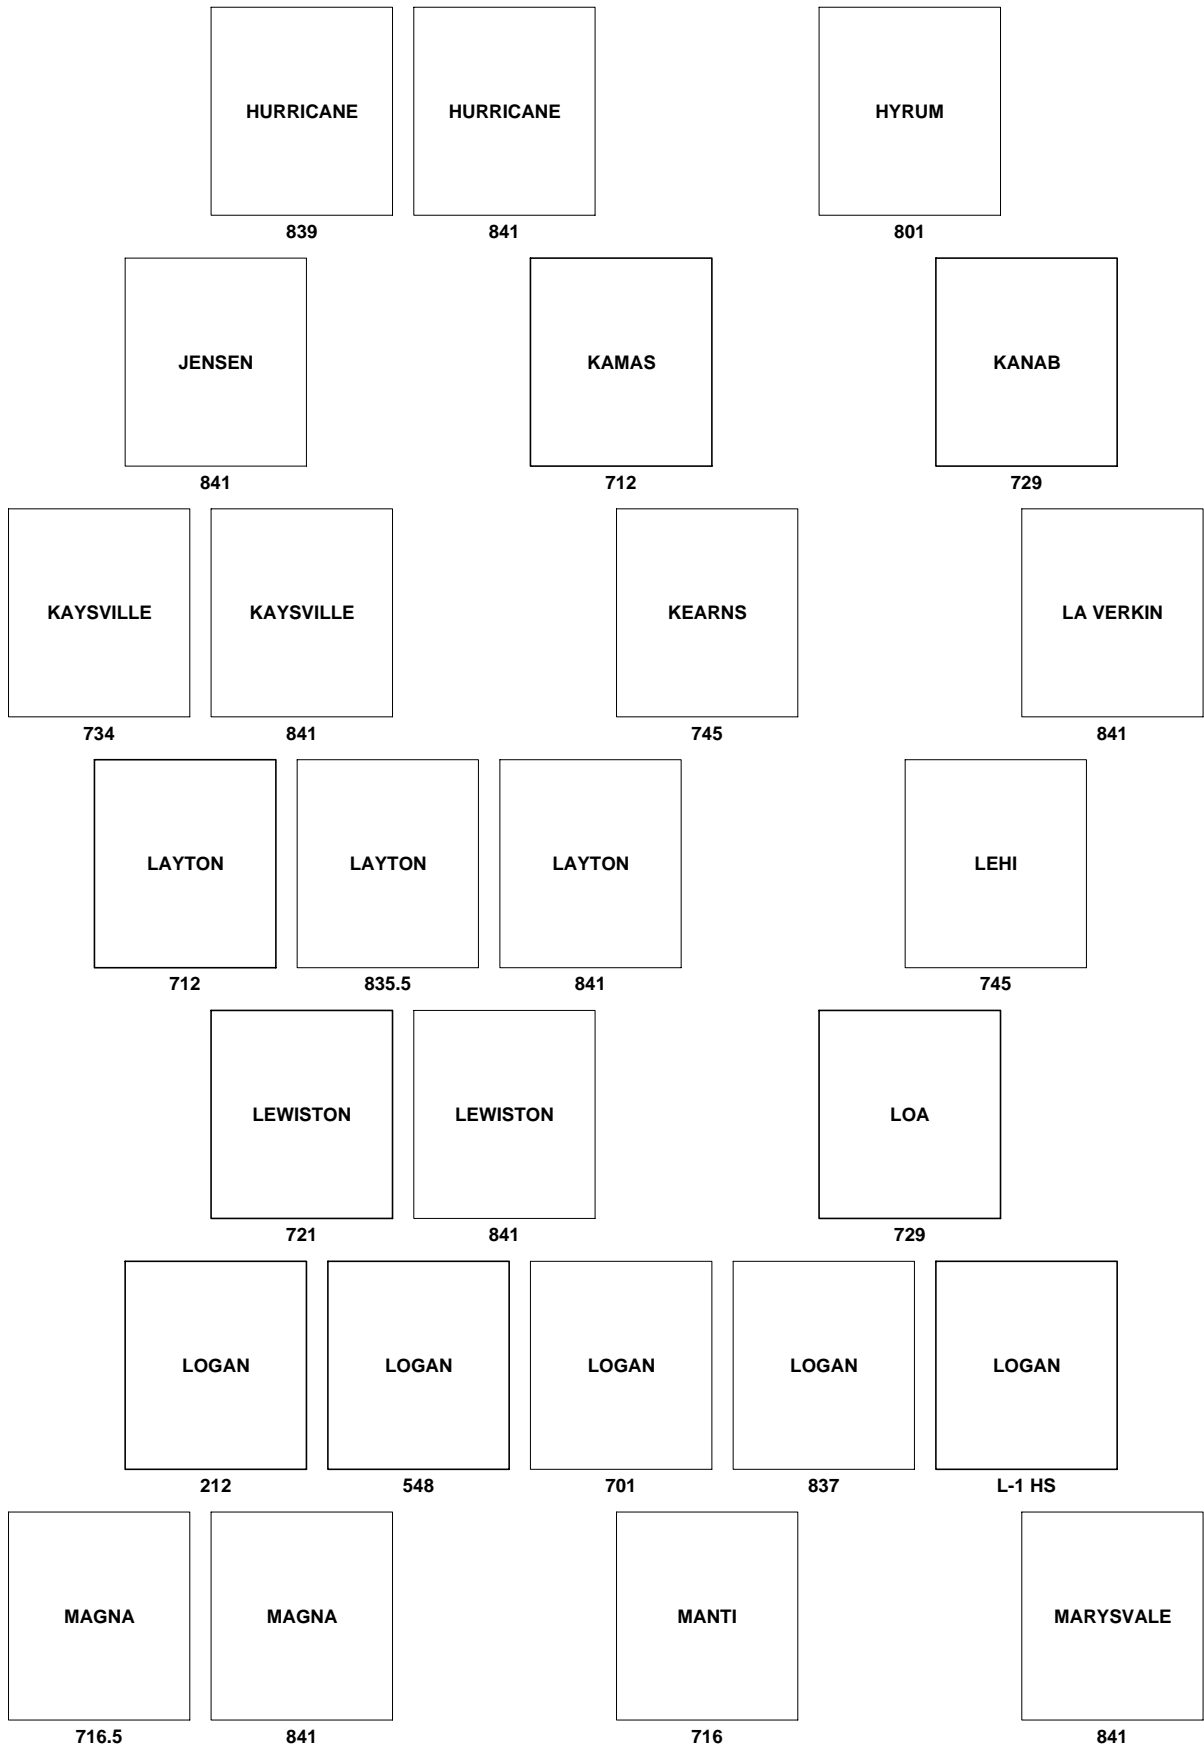 HURRICANE HURRICANE HYRUM
839 841 801
JENSEN KAMAS KANAB
841 712 729
KAYSVILLE KAYSVILLE KEARNS LA VERKIN
734 841 745 841
LAYTON LAYTON LAYTON LEHI
712 835.5 841 745
LEWISTON LEWISTON LOA
721 841 729
LOGAN LOGAN LOGAN LOGAN LOGAN
212 548 701 837 L-1 HS
MAGNA MAGNA MANTI MARYSVALE
716.5 841 716 841